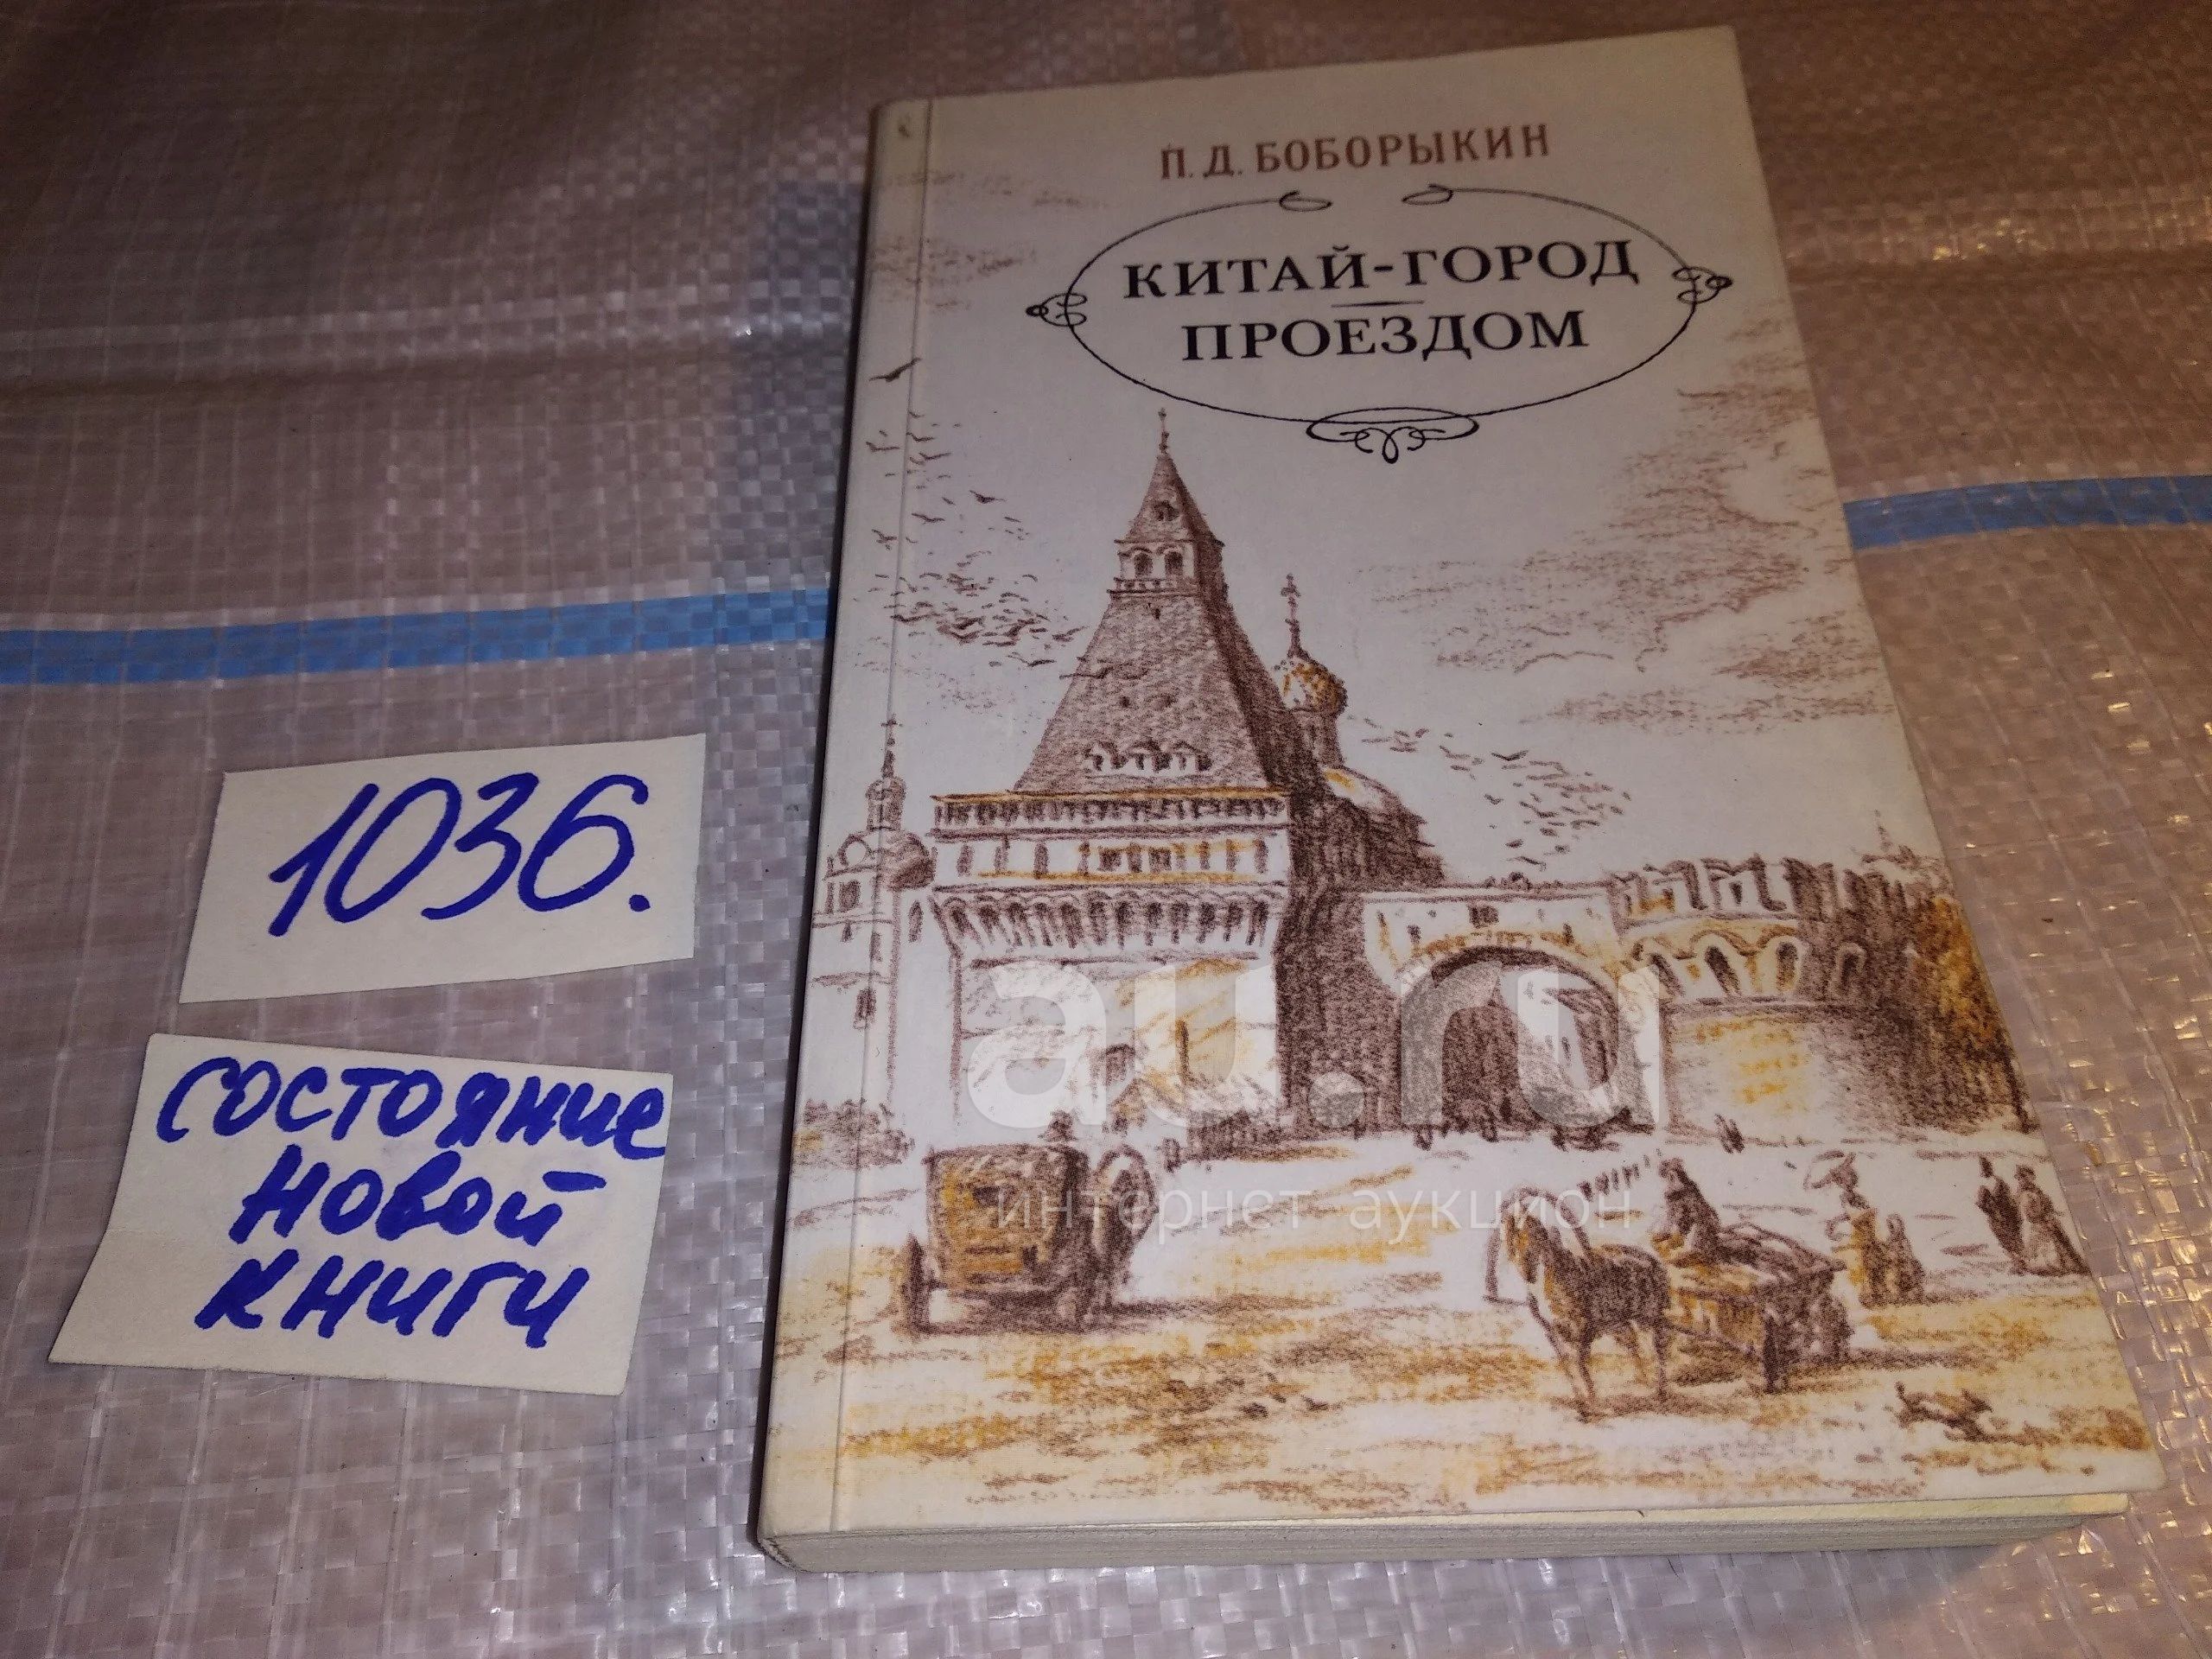 П. Д. БОБОРЫКИН
КИТАЙ-ГОРОД
ПРОЕЗДОМ
1036.
состояние
новой
книги
au.ru
интернет аукцион